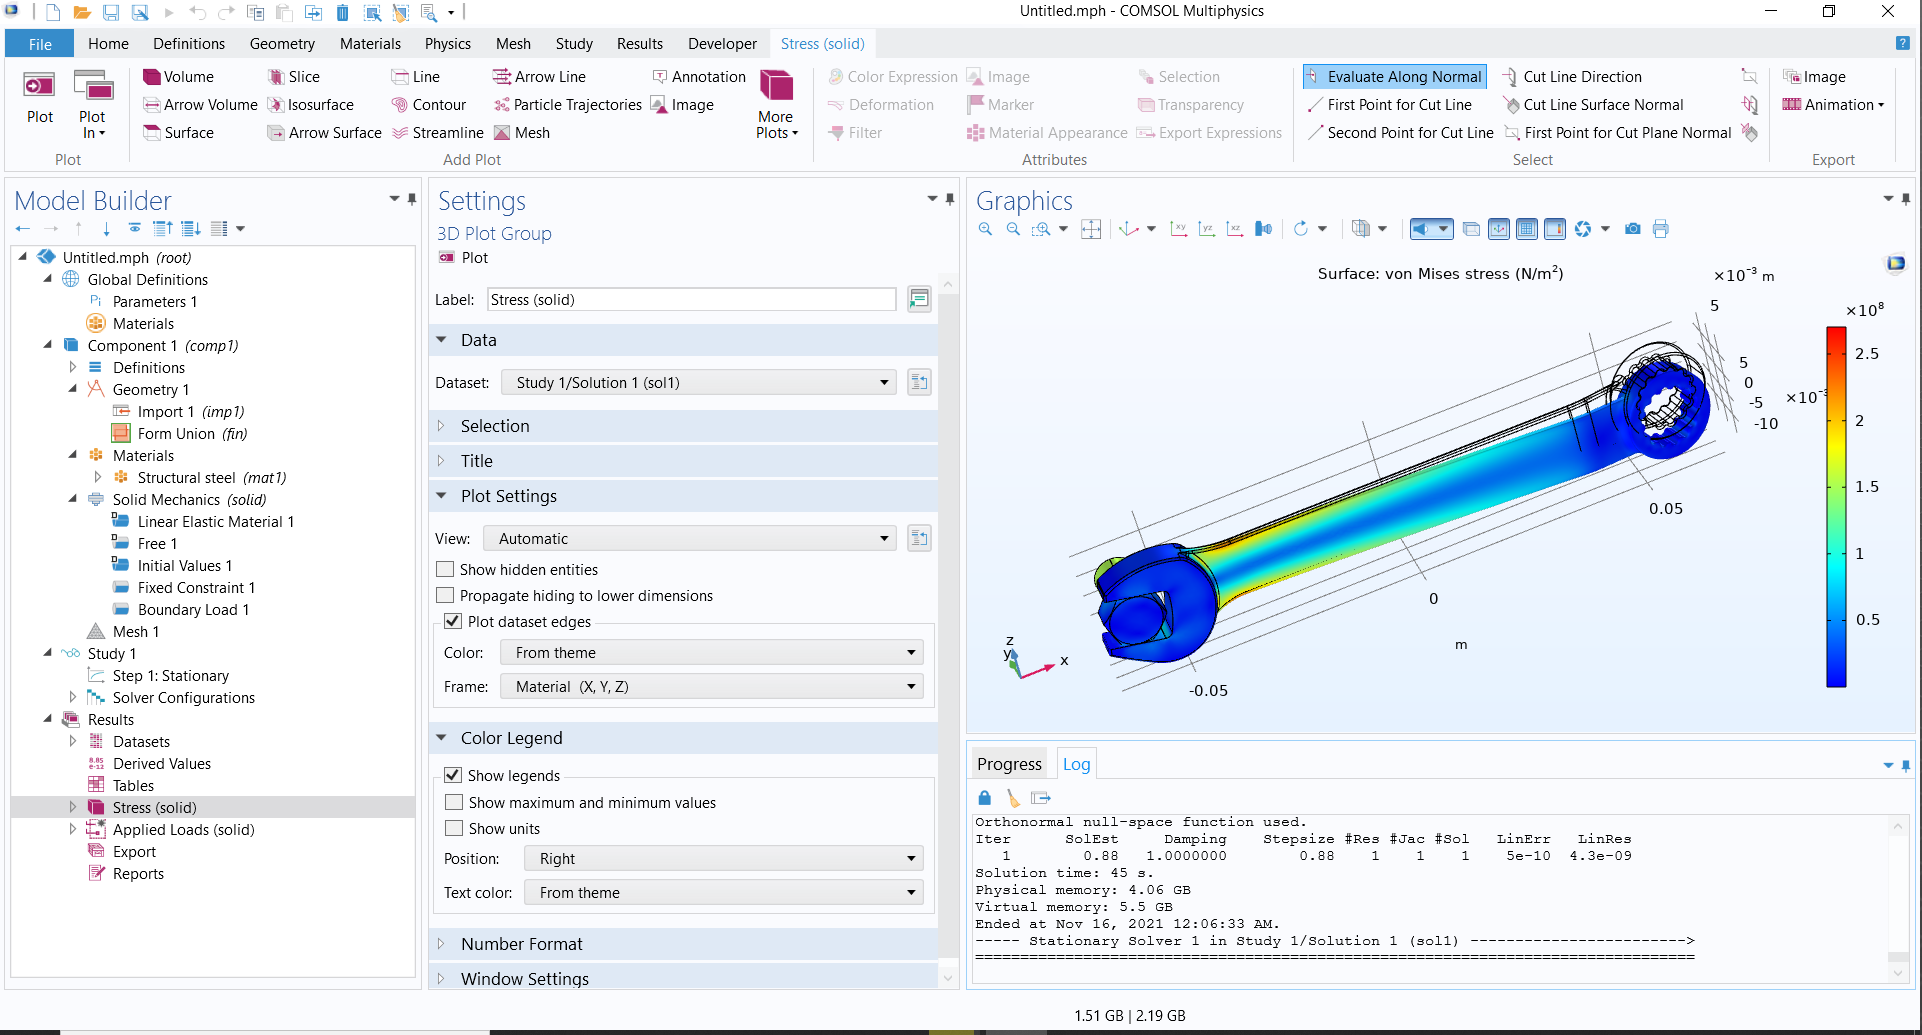 Untitled.mph - COMSOL Multiphysics
File Home Definitions Geometry Materials Physics Mesh Study Results Developer Stress (solid)
Plot
Plot In
Plot
Volume Slice Line Arrow Line Annotation
Arrow Volume Isosurface Contour Particle Trajectories Image
Surface Arrow Surface Streamline Mesh
More Plots
Add Plot
Color Expression Image Selection
Deformation Marker Transparency
Filter Material Appearance Export Expressions
Attributes
Evaluate Along Normal Cut Line Direction
First Point for Cut Line Cut Line Surface Normal
Second Point for Cut Line First Point for Cut Plane Normal
Select
Image
Animation
Export
Model Builder
Untitled.mph (root)
Global Definitions
Pi Parameters 1
Materials
Component 1 (comp1)
Definitions
Geometry 1
Import 1 (imp1)
Form Union (fin)
Materials
Structural steel (mat1)
Solid Mechanics (solid)
D Linear Elastic Material 1
D Free 1
D Initial Values 1
Fixed Constraint 1
Boundary Load 1
Mesh 1
Study 1
Step 1: Stationary
Solver Configurations
Results
Datasets
8.85 e-12 Derived Values
Tables
Stress (solid)
Applied Loads (solid)
Export
Reports
Settings
3D Plot Group
Plot
Label: Stress (solid)
Data
Dataset: Study 1/Solution 1 (sol1)
Selection
Title
Plot Settings
View: Automatic
Show hidden entities
Propagate hiding to lower dimensions
Plot dataset edges
Color: From theme
Frame: Material (X, Y, Z)
Color Legend
Show legends
Show maximum and minimum values
Show units
Position: Right
Text color: From theme
Number Format
Window Settings
Graphics
xy yz xz
Surface: von Mises stress (N/m²)
×10⁻³ m
5
×10⁸
5
0
-5
-10
×10⁻³
0.05
0
m
-0.05
z
y
x
2.5
2
1.5
1
0.5
Progress Log
Orthonormal null-space function used.
Iter SolEst Damping Stepsize #Res #Jac #Sol LinErr LinRes
1 0.88 1.0000000 0.88 1 1 1 5e-10 4.3e-09
Solution time: 45 s.
Physical memory: 4.06 GB
Virtual memory: 5.5 GB
Ended at Nov 16, 2021 12:06:33 AM.
----- Stationary Solver 1 in Study 1/Solution 1 (sol1) ------------------------>
================================================================================
1.51 GB | 2.19 GB